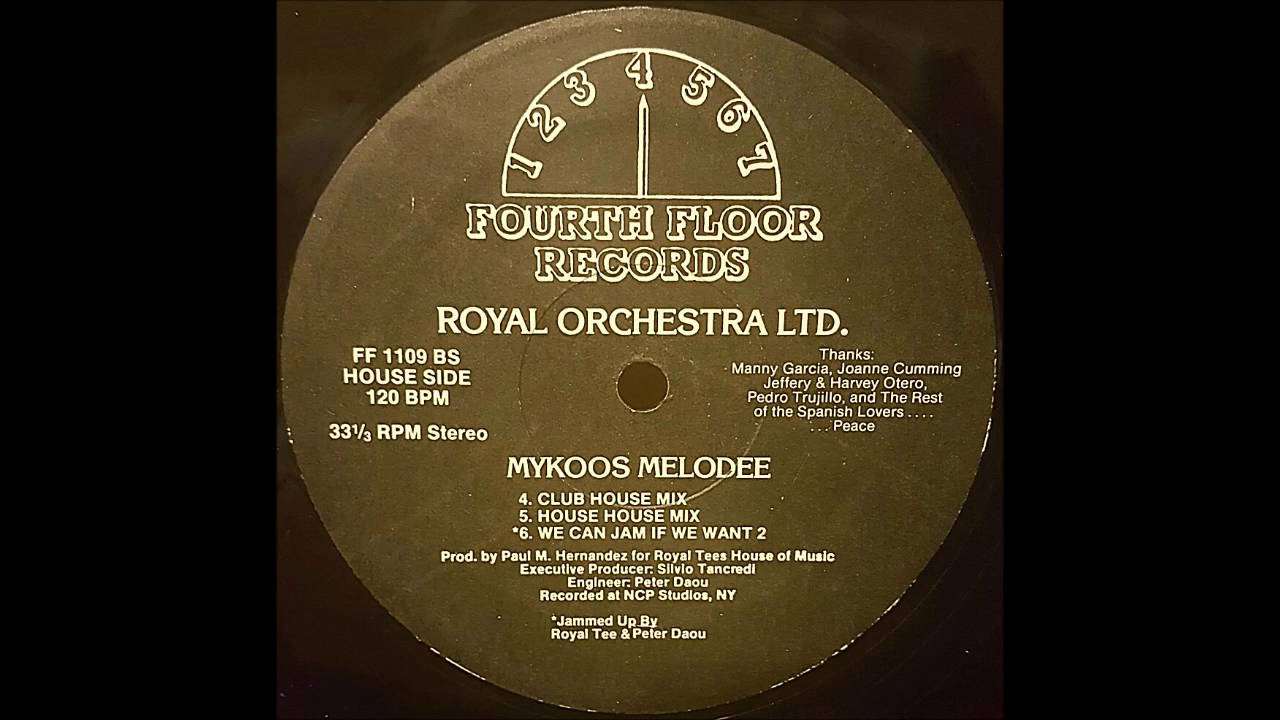 1 2 3 4 5 6 7
FOURTH FLOOR
RECORDS
ROYAL ORCHESTRA LTD.
FF 1109 BS
HOUSE SIDE
120 BPM
33⅓ RPM Stereo
Thanks:
Manny Garcia, Joanne Cumming
Jeffery & Harvey Otero,
Pedro Trujillo, and The Rest
of the Spanish Lovers ....
...Peace
MYKOOS MELODEE
4. CLUB HOUSE MIX
5. HOUSE HOUSE MIX
*6. WE CAN JAM IF WE WANT 2
Prod. by Paul M. Hernandez for Royal Tees House of Music
Executive Producer: Silvio Tancredi
Engineer: Peter Daou
Recorded at NCP Studios, NY
*Jammed Up By
Royal Tee & Peter Daou